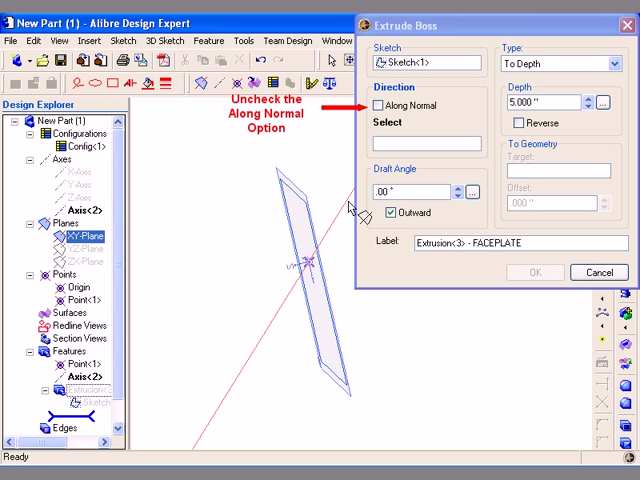 New Part (1) - Alibre Design Expert
File Edit View Insert Sketch 3D Sketch Feature Tools Team Design Window
Design Explorer
New Part (1)
Configurations
Config<1>
Axes
X-Axis
Y-Axis
Z-Axis
Axis<2>
Planes
XY-Plane
YZ-Plane
ZX-Plane
Points
Origin
Point<1>
Surfaces
Redline Views
Section Views
Features
Point<1>
Axis<2>
Extrusion<3
Sketch
Edges
Ready
Uncheck the
Along Normal
Option
Extrude Boss
Sketch
Sketch<1>
Direction
Along Normal
Select
Draft Angle
.00 °
Outward
Type:
To Depth
Depth
5.000 "
...
Reverse
To Geometry
Target:
Offset:
.000 "
...
Label:
Extrusion<3> - FACEPLATE
OK
Cancel